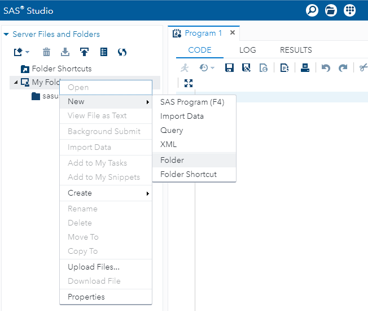 SAS® Studio
Server Files and Folders
Folder Shortcuts
My Fold
sasu
Open
New
View File as Text
Background Submit
Import Data
Add to My Tasks
Add to My Snippets
Create
Rename
Delete
Move To
Copy To
Upload Files...
Download File
Properties
SAS Program (F4)
Import Data
Query
XML
Folder
Folder Shortcut
Program 1
CODE
LOG
RESULTS